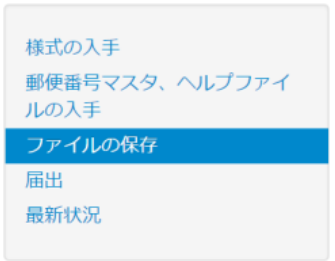 様式の入手
郵便番号マスタ、ヘルプファイ
ルの入手
ファイルの保存
届出
最新状況